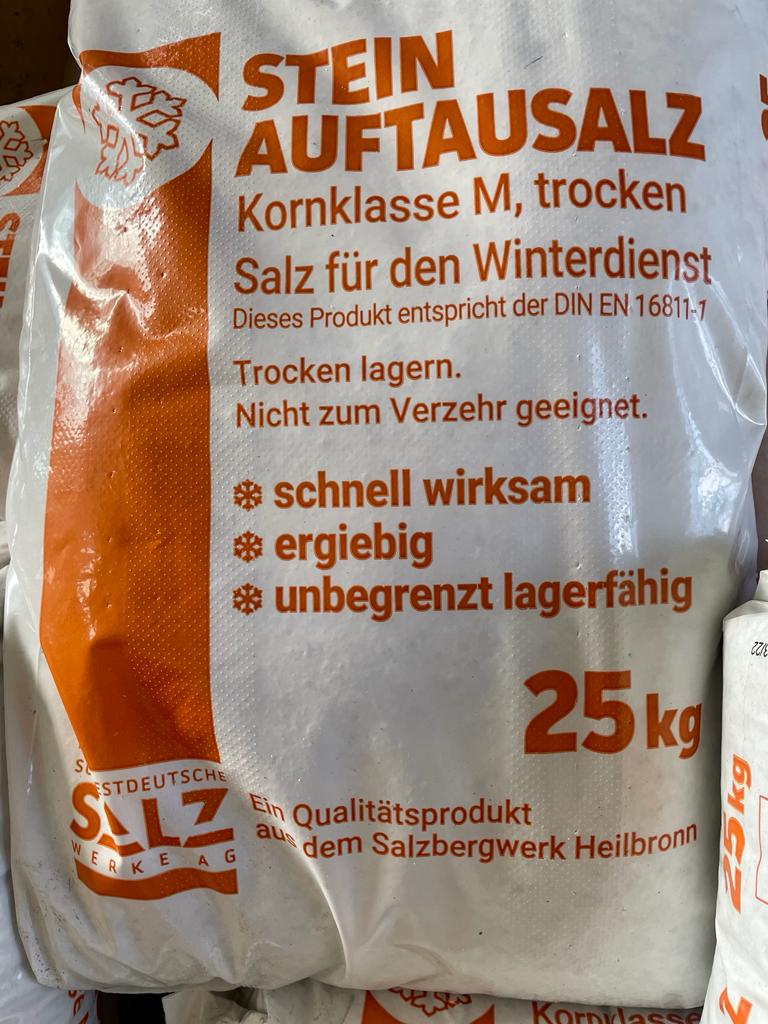 STEIN
AUFTAUSALZ
Kornklasse M, trocken
Salz für den Winterdienst
Dieses Produkt entspricht der DIN EN 16811-1
Trocken lagern.
Nicht zum Verzehr geeignet.
schnell wirksam
ergiebig
unbegrenzt lagerfähig
25 kg
ESTDEUTSCHE
SALZ
WERKE AG
Ein Qualitätsprodukt
aus dem Salzbergwerk Heilbronn
25 kg
Kornklasse